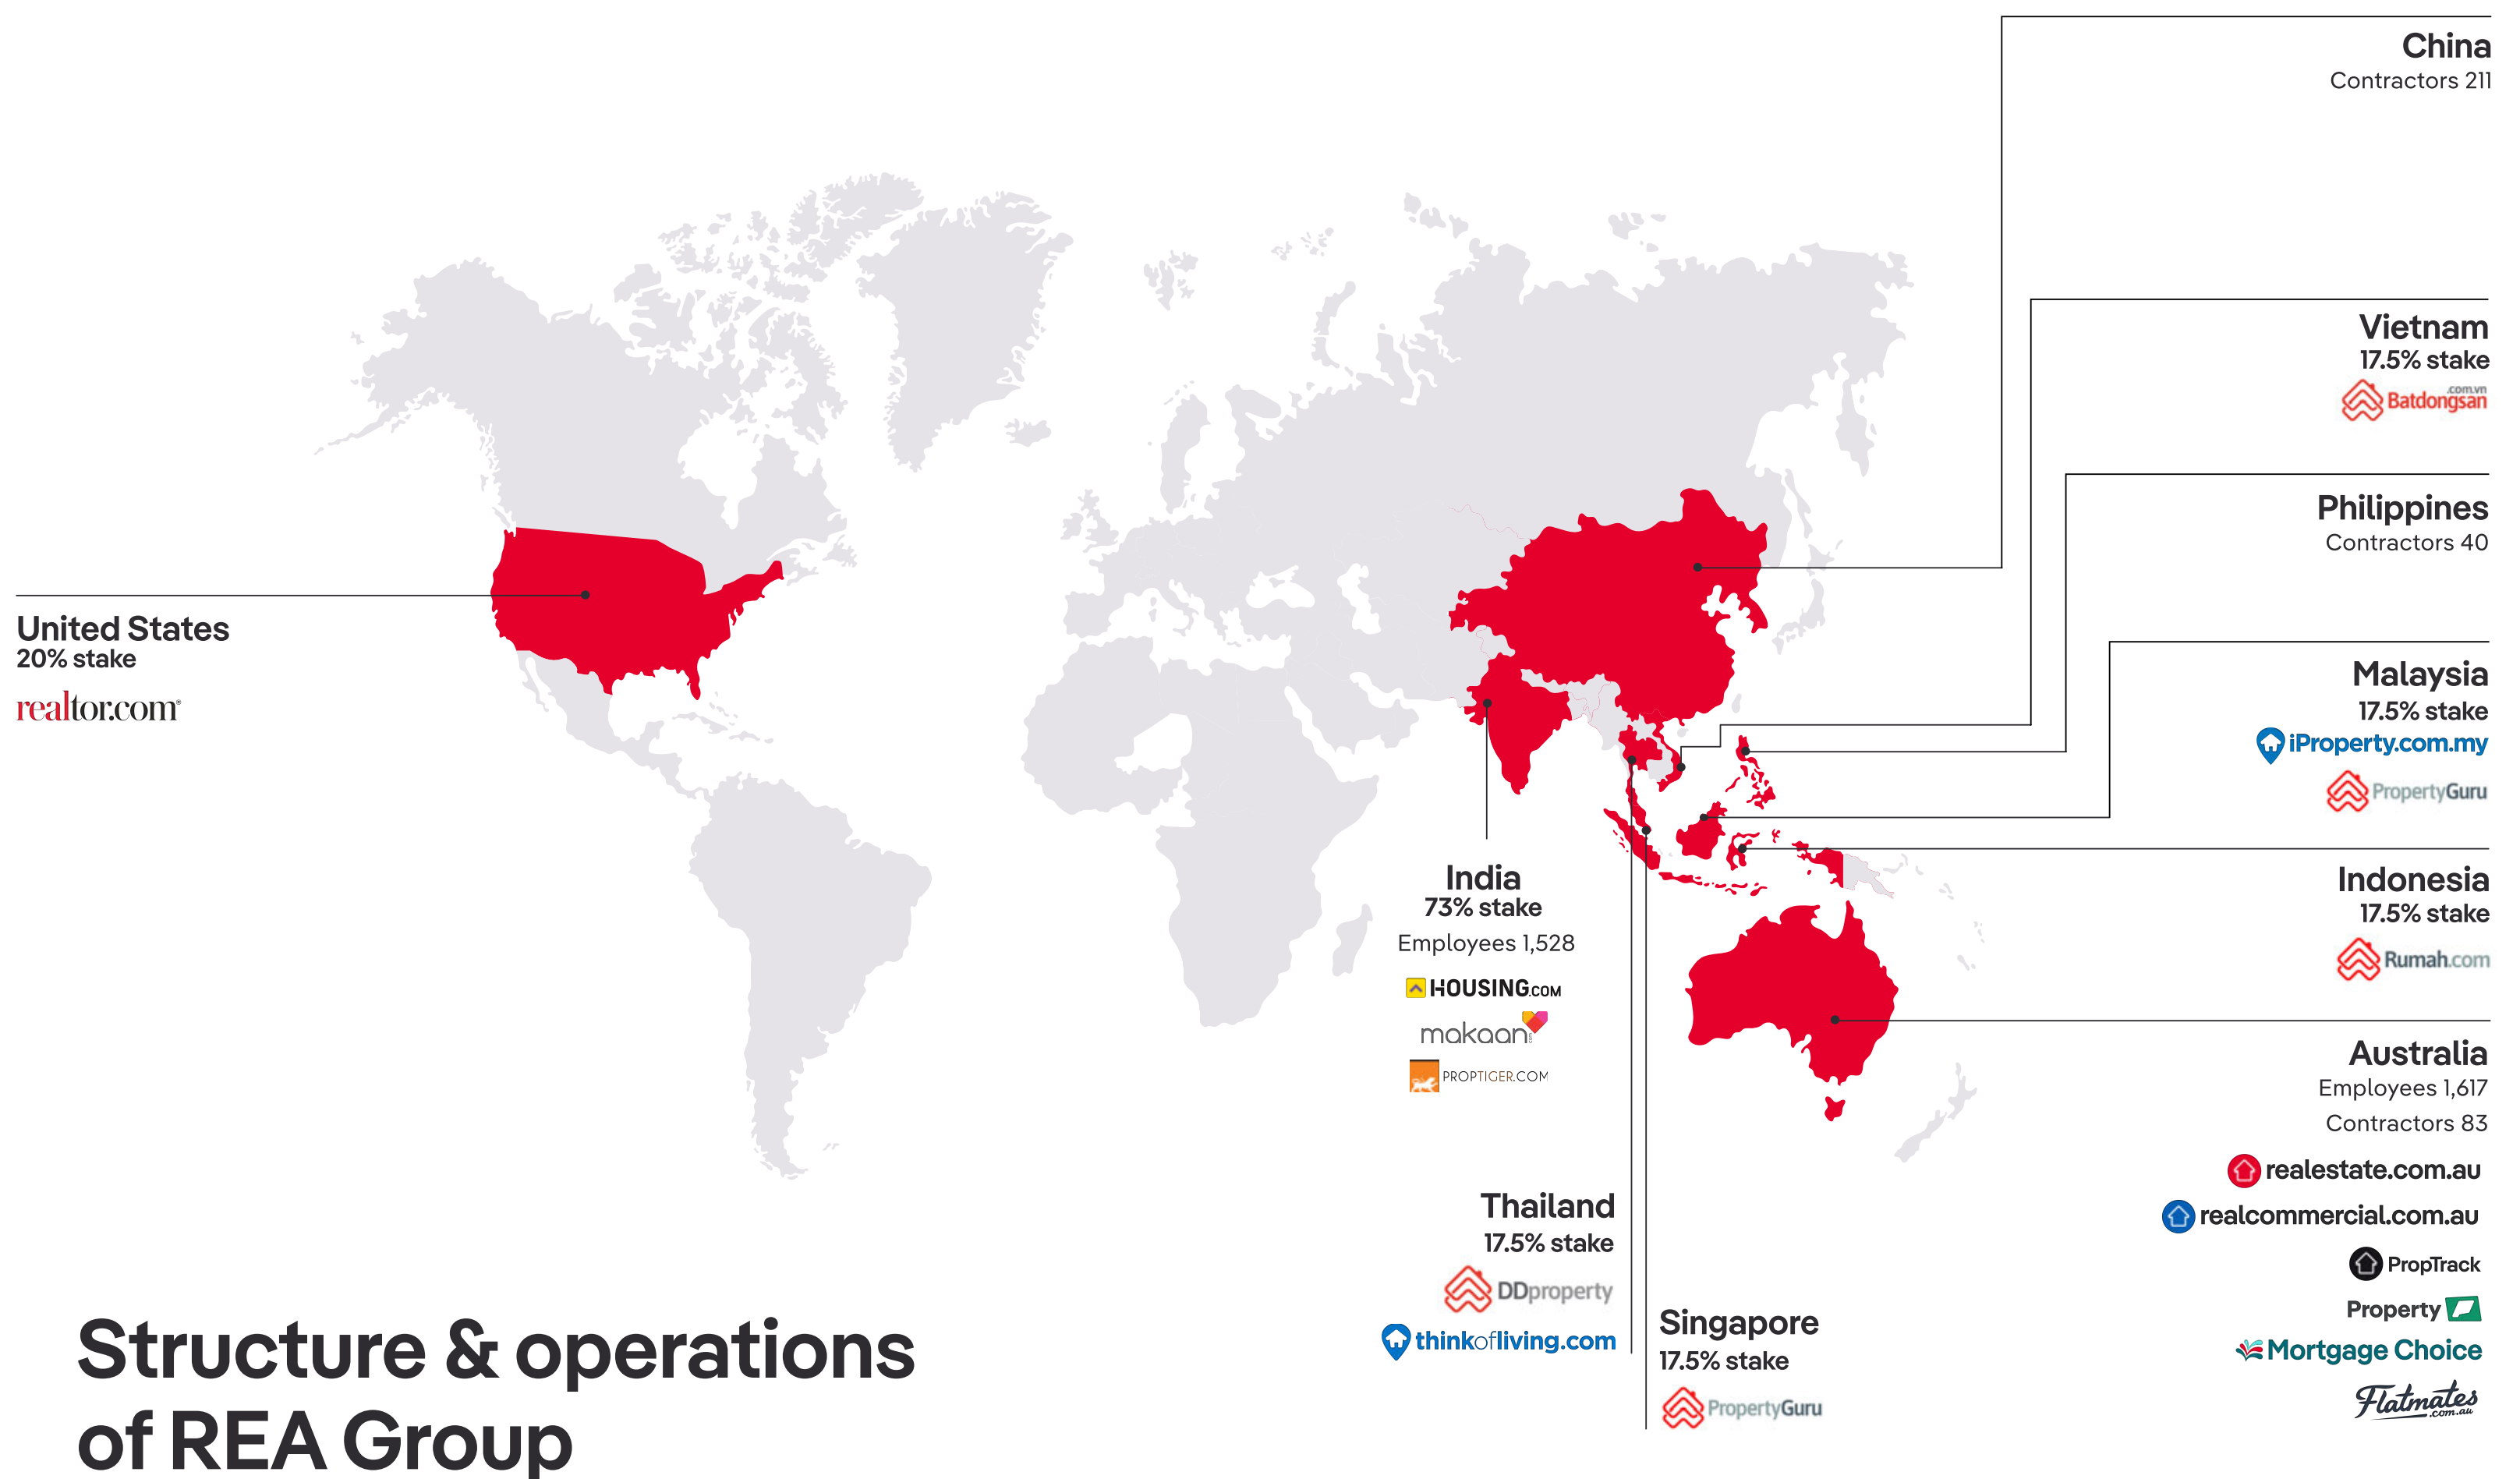 China
Contractors 211
Vietnam
17.5% stake
.com.vn
Batdongsan
Philippines
Contractors 40
United States
20% stake
realtor.com®
Malaysia
17.5% stake
iProperty.com.my
PropertyGuru
India
73% stake
Employees 1,528
HOUSING.COM
makaan
PROPTIGER.COM
Indonesia
17.5% stake
Rumah.com
Australia
Employees 1,617
Contractors 83
realestate.com.au
realcommercial.com.au
PropTrack
Property
Mortgage Choice
Flatmates
.com.au
Thailand
17.5% stake
DDproperty
thinkofliving.com
Singapore
17.5% stake
PropertyGuru
Structure & operations
of REA Group